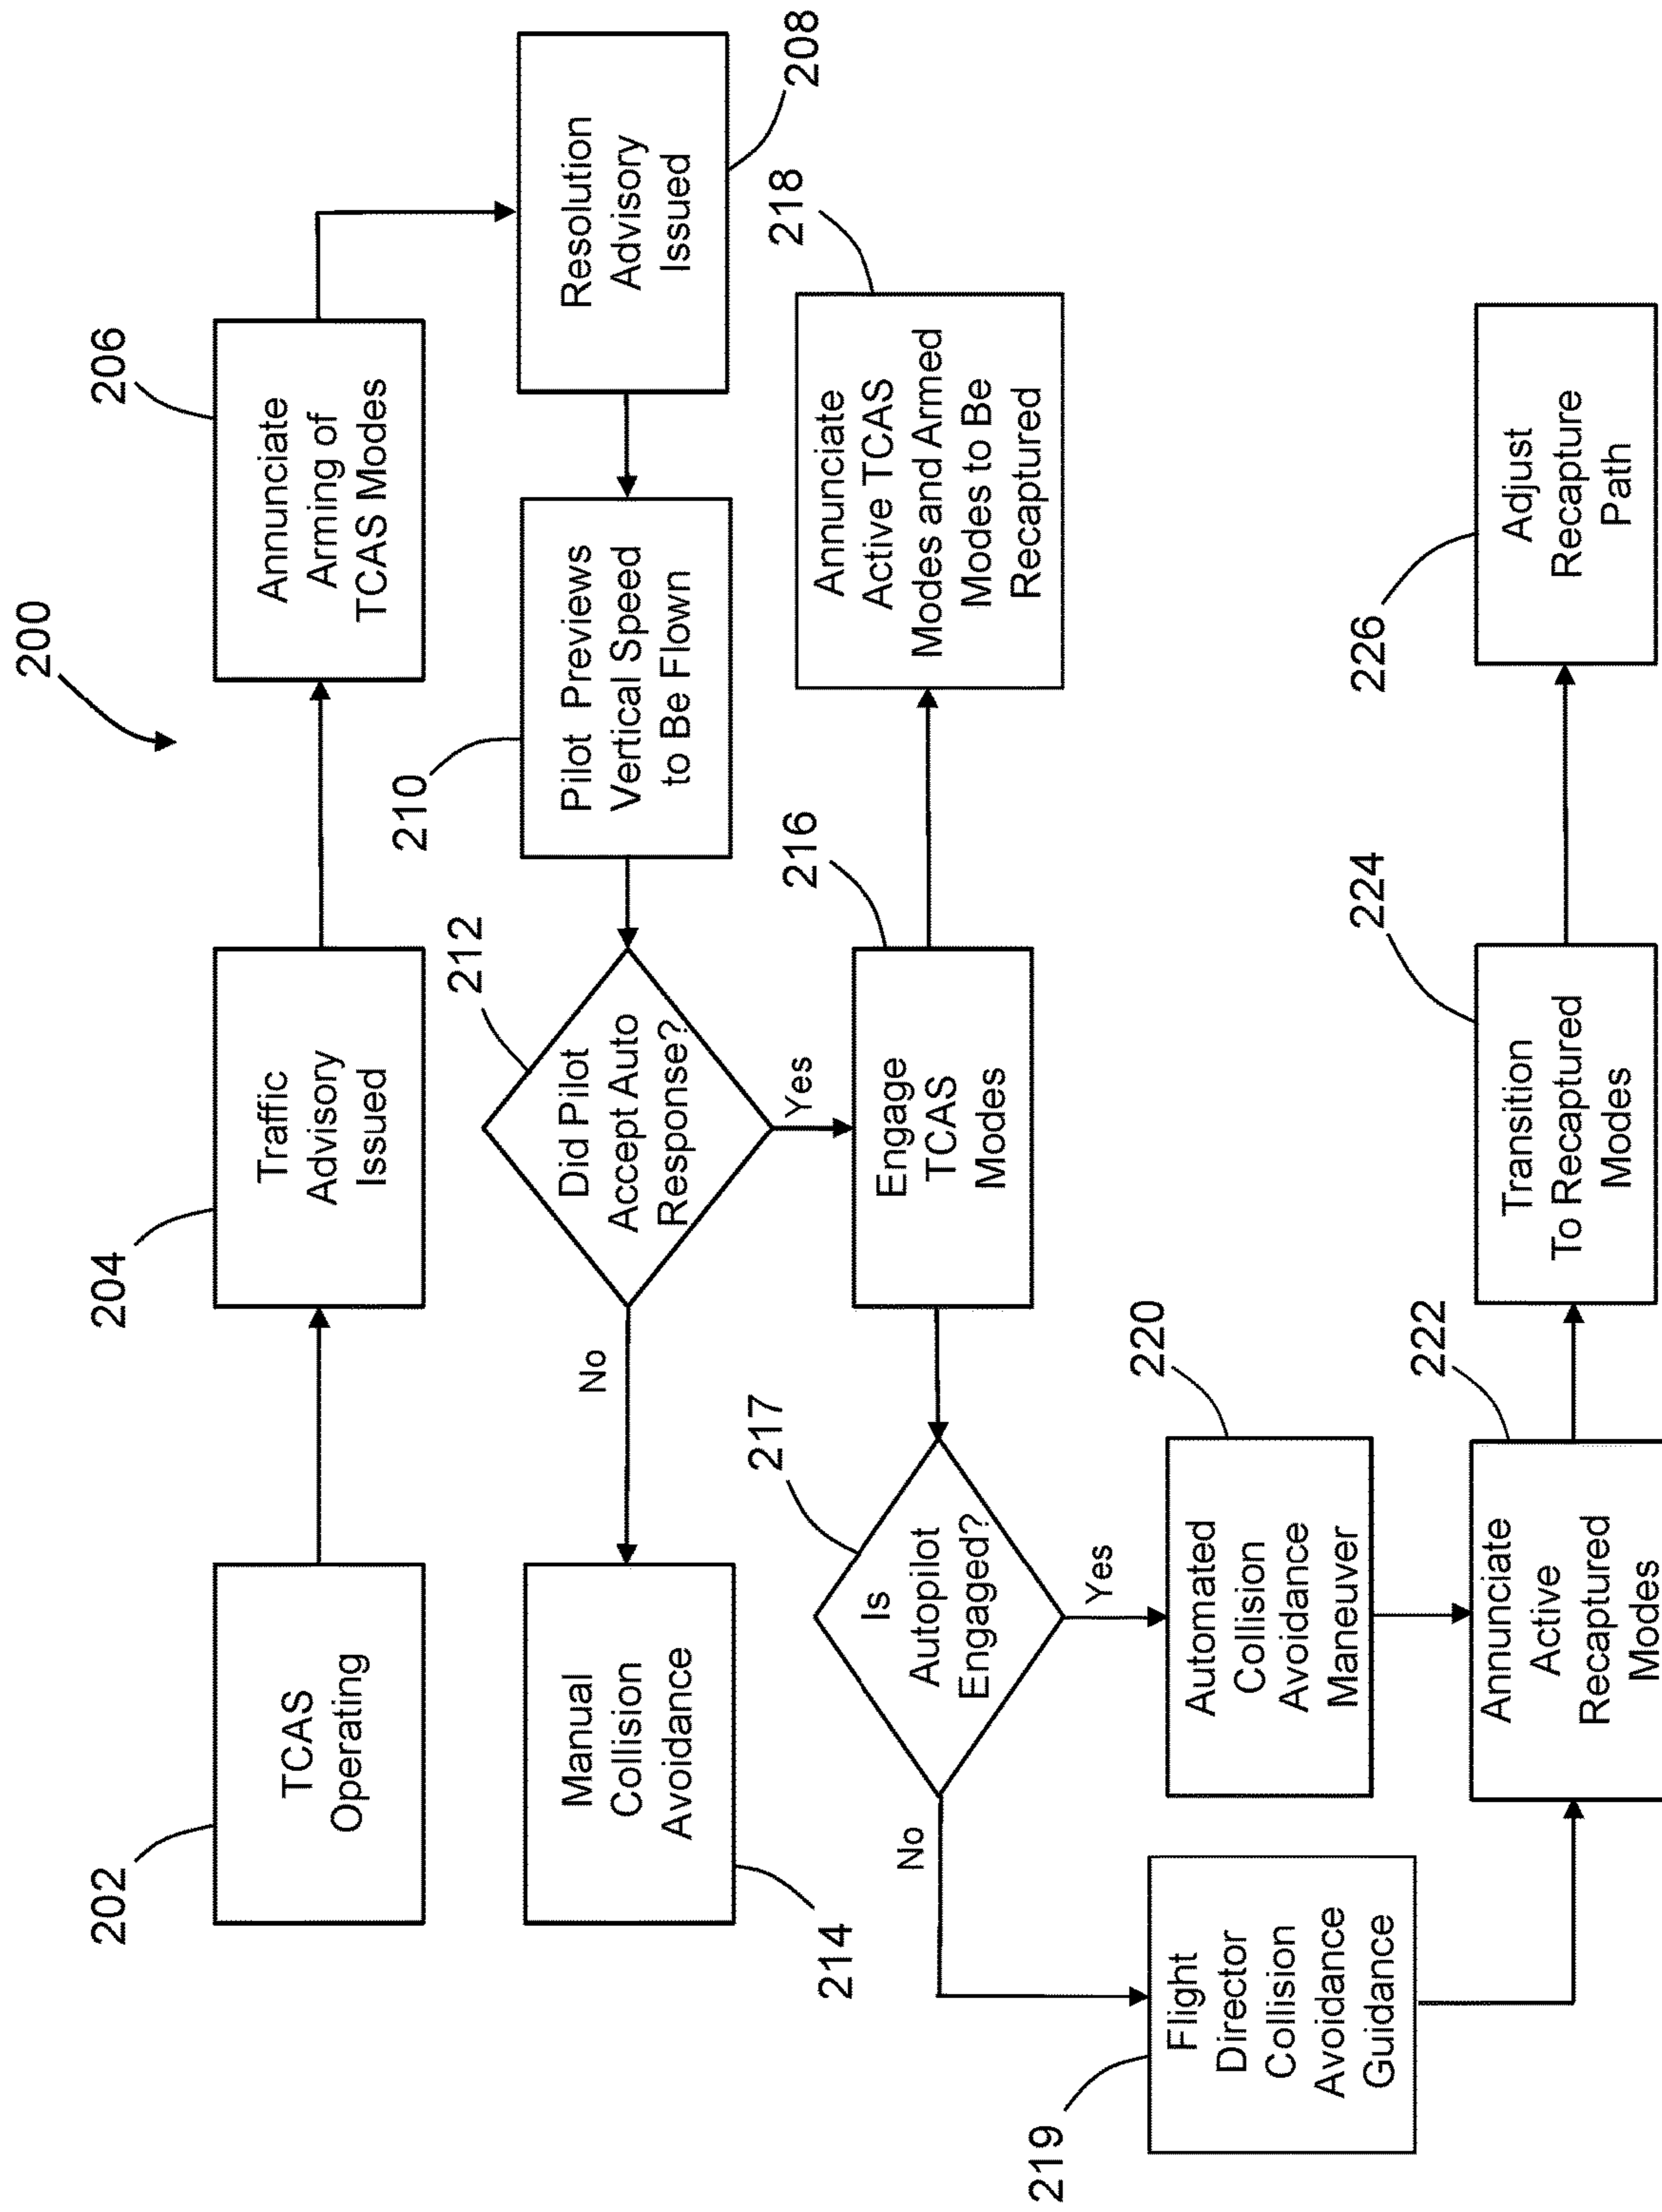 200
202
TCAS
Operating
204
Traffic
Advisory
Issued
206
Annunciate
Arming of
TCAS Modes
208
Resolution
Advisory
Issued
210
Pilot Previews
Vertical Speed
to Be Flown
212
Did Pilot
Accept Auto
Response?
No
Yes
214
Manual
Collision
Avoidance
216
Engage
TCAS
Modes
218
Annunciate
Active TCAS
Modes and Armed
Modes to Be
Recaptured
217
Is
Autopilot
Engaged?
No
Yes
219
Flight
Director
Collision
Avoidance
Guidance
220
Automated
Collision
Avoidance
Maneuver
222
Annunciate
Active
Recaptured
Modes
224
Transition
To Recaptured
Modes
226
Adjust
Recapture
Path